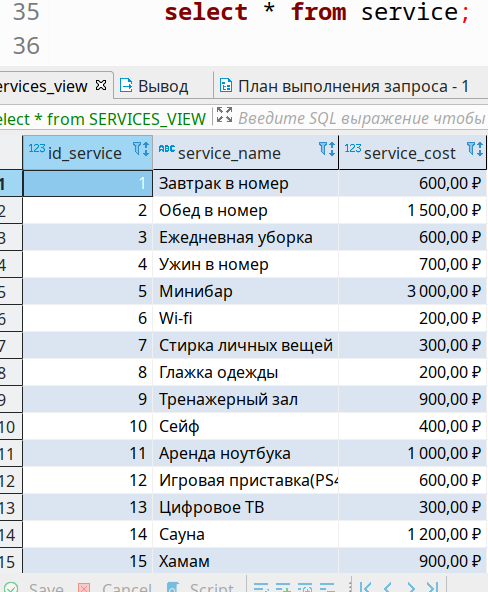 35 select * from service;
36
ervices_view Вывод План выполнения запроса - 1
elect * from SERVICES_VIEW Введите SQL выражение чтобы
123 id_service ABC service_name 123 service_cost
1 1 Завтрак в номер 600,00 ₽
2 2 Обед в номер 1 500,00 ₽
3 3 Ежедневная уборка 600,00 ₽
4 4 Ужин в номер 700,00 ₽
5 5 Минибар 3 000,00 ₽
6 6 Wi-fi 200,00 ₽
7 7 Стирка личных вещей 300,00 ₽
8 8 Глажка одежды 200,00 ₽
9 9 Тренажерный зал 900,00 ₽
10 10 Сейф 400,00 ₽
11 11 Аренда ноутбука 1 000,00 ₽
12 12 Игровая приставка(PS4 600,00 ₽
13 13 Цифровое ТВ 300,00 ₽
14 14 Сауна 1 200,00 ₽
15 15 Хамам 900,00 ₽
Save Cancel Script